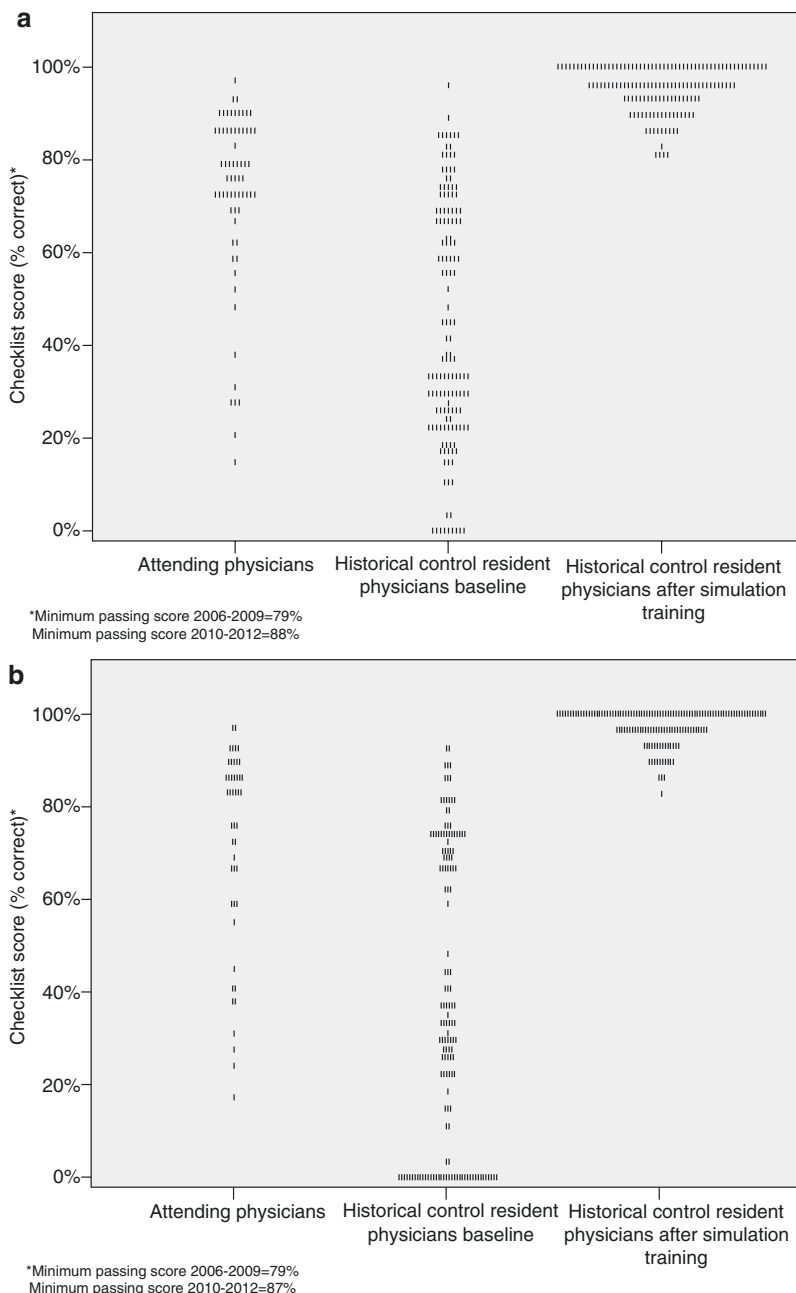 a
100%
80%
60%
40%
20%
0%
Checklist score (% correct)*
Attending physicians
Historical control resident
physicians baseline
Historical control resident
physicians after simulation
training
*Minimum passing score 2006-2009=79%
Minimum passing score 2010-2012=88%
b
100%
80%
60%
40%
20%
0%
Checklist score (% correct)*
Attending physicians
Historical control resident
physicians baseline
Historical control resident
physicians after simulation
training
*Minimum passing score 2006-2009=79%
Minimum passing score 2010-2012=87%